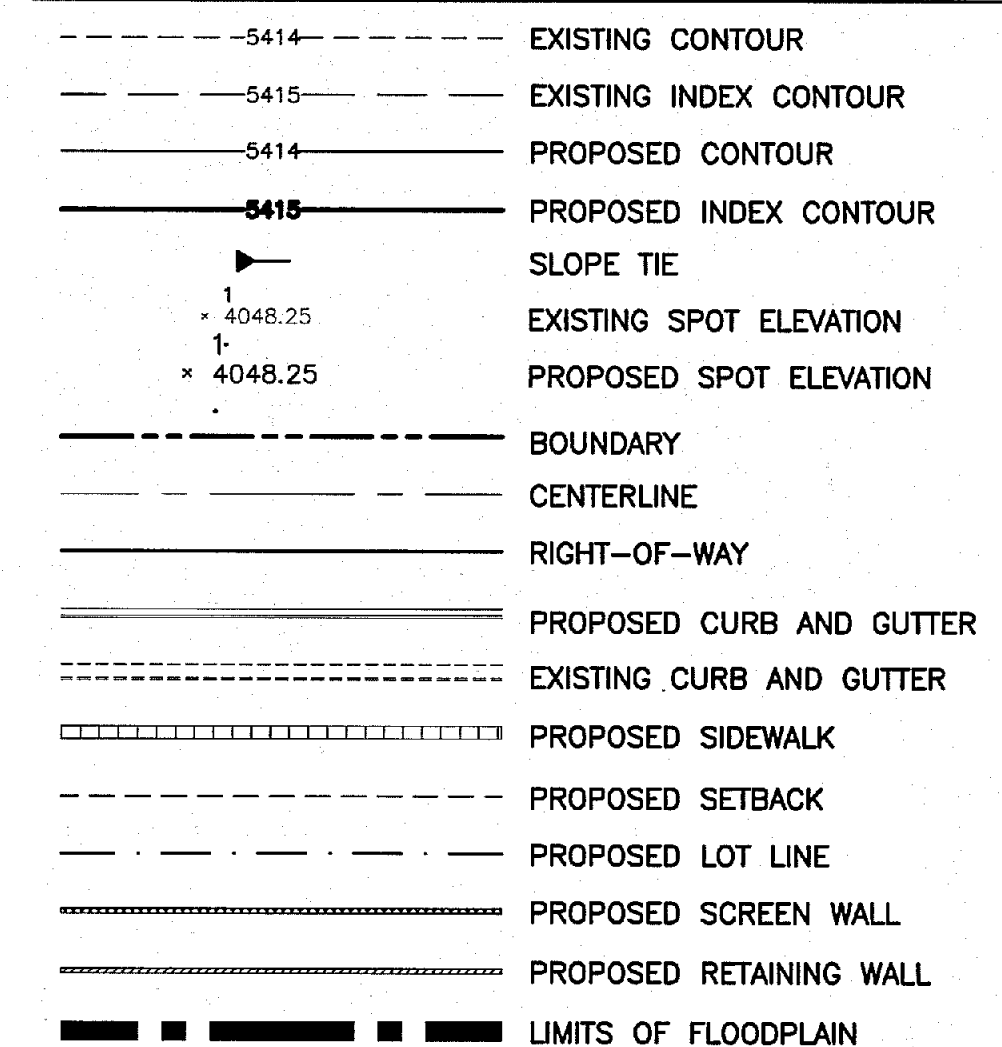 5414 EXISTING CONTOUR
5415 EXISTING INDEX CONTOUR
5414 PROPOSED CONTOUR
5415 PROPOSED INDEX CONTOUR
SLOPE TIE
1
× 4048.25 EXISTING SPOT ELEVATION
1
× 4048.25 PROPOSED SPOT ELEVATION
BOUNDARY
CENTERLINE
RIGHT-OF-WAY
PROPOSED CURB AND GUTTER
EXISTING CURB AND GUTTER
PROPOSED SIDEWALK
PROPOSED SETBACK
PROPOSED LOT LINE
PROPOSED SCREEN WALL
PROPOSED RETAINING WALL
LIMITS OF FLOODPLAIN